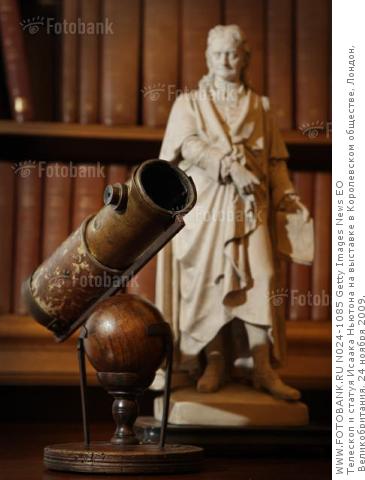 Fotobank
Fotobank
Fotobank
Fotobank
Fotobank
Fotobank
Fotobank
Fotobank
WWW.FOTOBANK.RU N024-1085 Getty Images News EO
Телескоп и статуя Исаака Ньютона на выставке в Королевском обществе. Лондон.
Великобритания. 24 ноября 2009.